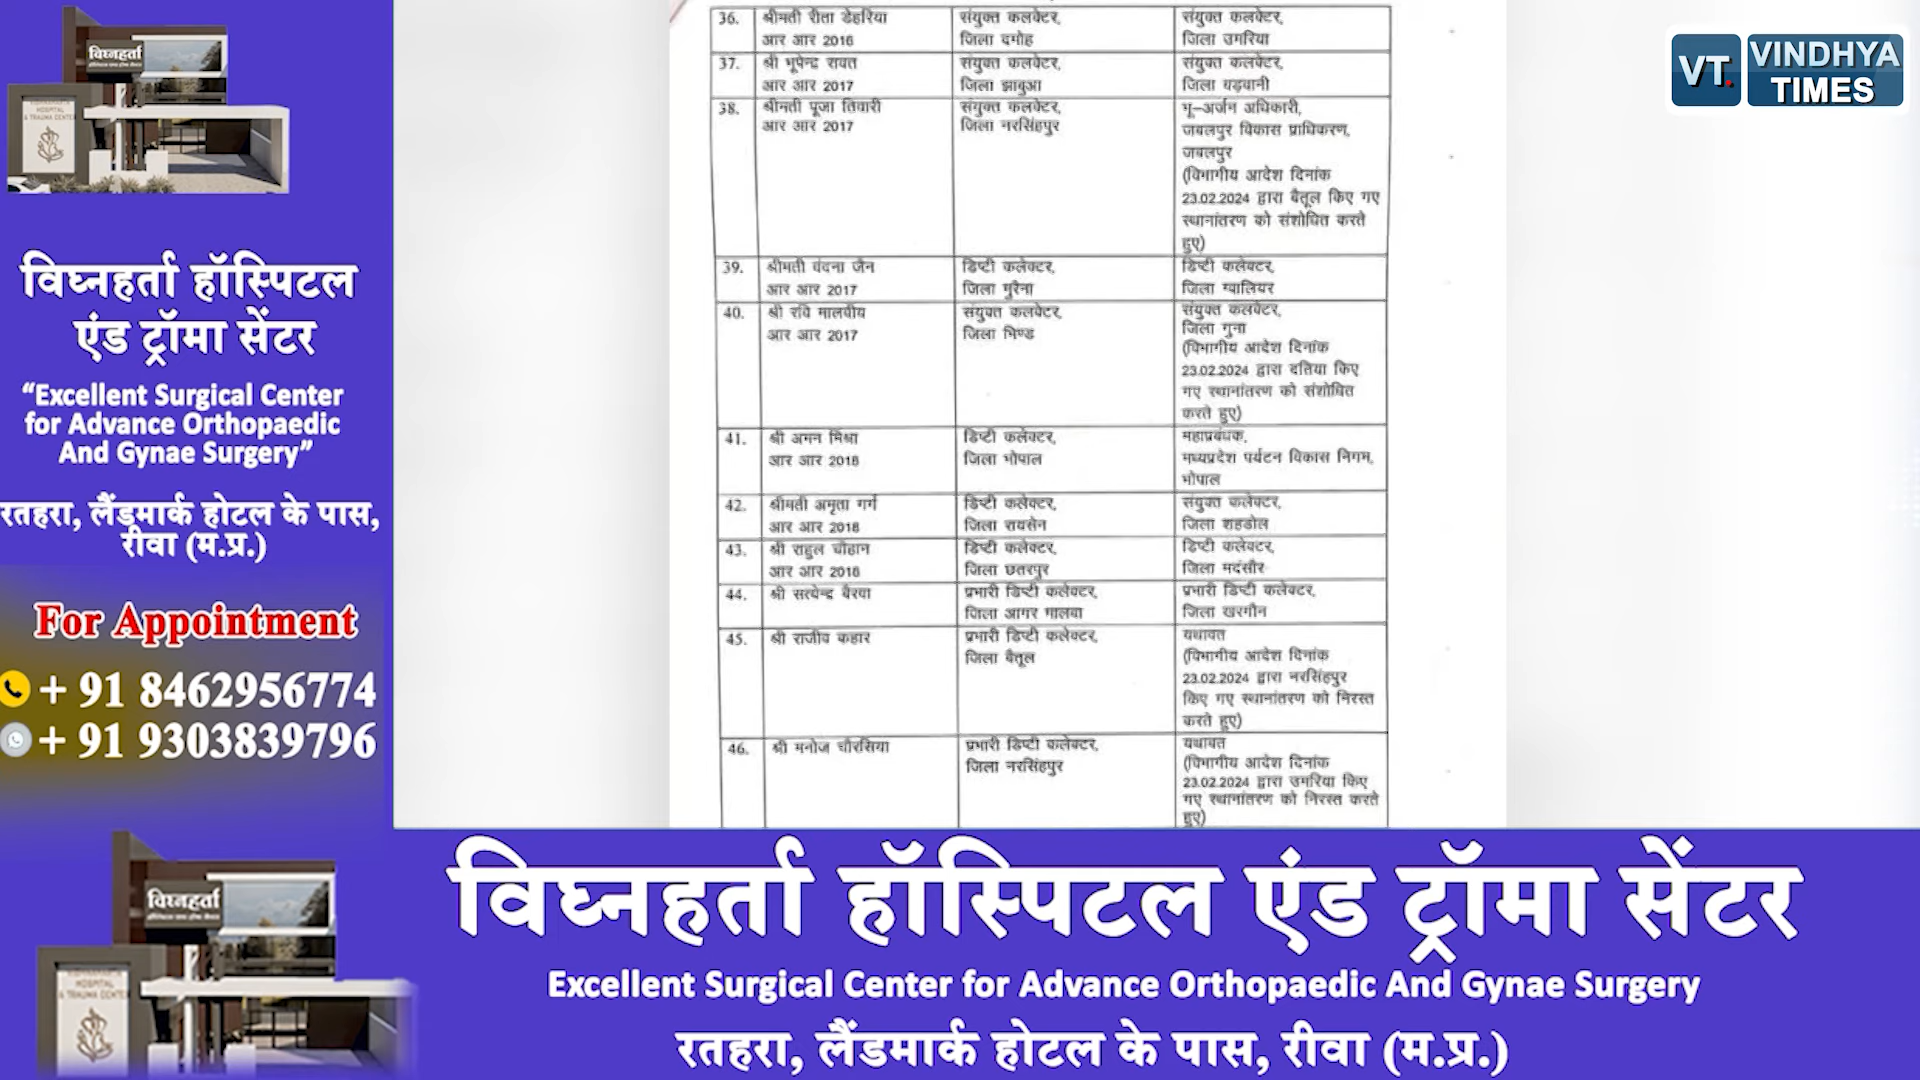 विघ्नहर्ता
HOSPITAL
& TRAUMA CENTER
विघ्नहर्ता हॉस्पिटल
एंड ट्रॉमा सेंटर
“Excellent Surgical Center
for Advance Orthopaedic
And Gynae Surgery”
रतहरा, लैंडमार्क होटल के पास,
रीवा (म.प्र.)
For Appointment
+ 91 8462956774
+ 91 9303839796
36. श्रीमती रीता डेहरिया संयुक्त कलेक्टर, संयुक्त कलेक्टर,
आर आर 2016 जिला दमोह जिला उमरिया
37. श्री भूपेन्द्र रावत संयुक्त कलेक्टर, संयुक्त कलेक्टर,
आर आर 2017 जिला झाबुआ जिला बड़वानी
38. श्रीमती पूजा तिवारी संयुक्त कलेक्टर, भू-अर्जन अधिकारी,
आर आर 2017 जिला नरसिंहपुर जबलपुर विकास प्राधिकरण,
जबलपुर
(विभागीय आदेश दिनांक
23.02.2024 द्वारा बैतूल किए गए
स्थानांतरण को संशोधित करते
हुए)
39. श्रीमती वंदना जैन डिप्टी कलेक्टर, डिप्टी कलेक्टर,
आर आर 2017 जिला मुरैना जिला ग्वालियर
40. श्री रवि मालवीय संयुक्त कलेक्टर, संयुक्त कलेक्टर,
आर आर 2017 जिला भिण्ड जिला गुना
(विभागीय आदेश दिनांक
23.02.2024 द्वारा दतिया किए
गए स्थानांतरण को संशोधित
करते हुए)
41. श्री अमन मिश्रा डिप्टी कलेक्टर, महाप्रबंधक,
आर आर 2018 जिला भोपाल मध्यप्रदेश पर्यटन विकास निगम,
भोपाल
42. श्रीमती अमृता गर्ग डिप्टी कलेक्टर, संयुक्त कलेक्टर,
आर आर 2018 जिला रायसेन जिला शहडोल
43. श्री राहुल चौहान डिप्टी कलेक्टर, डिप्टी कलेक्टर,
आर आर 2018 जिला छतरपुर जिला मदंसौर
44. श्री सत्येन्द्र बैरवा प्रभारी डिप्टी कलेक्टर, प्रभारी डिप्टी कलेक्टर,
जिला आगर मालवा जिला खरगौन
45. श्री राजीव कहार प्रभारी डिप्टी कलेक्टर, यथावत
जिला बैतूल (विभागीय आदेश दिनांक
23.02.2024 द्वारा नरसिंहपुर
किए गए स्थानांतरण को निरस्त
करते हुए)
46. श्री मनोज चौरसिया प्रभारी डिप्टी कलेक्टर, यथावत
जिला नरसिंहपुर (विभागीय आदेश दिनांक
23.02.2024 द्वारा उमरिया किए
गए स्थानांतरण को निरस्त करते
हुए)
VT. VINDHYA
TIMES
विघ्नहर्ता
HOSPITAL
& TRAUMA CENTER
विघ्नहर्ता हॉस्पिटल एंड ट्रॉमा सेंटर
Excellent Surgical Center for Advance Orthopaedic And Gynae Surgery
रतहरा, लैंडमार्क होटल के पास, रीवा (म.प्र.)